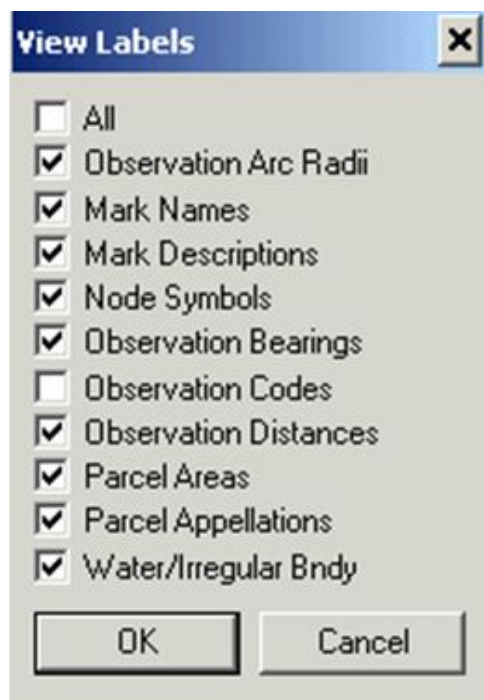 View Labels
All
Observation Arc Radii
Mark Names
Mark Descriptions
Node Symbols
Observation Bearings
Observation Codes
Observation Distances
Parcel Areas
Parcel Appellations
Water/Irregular Bndy
OK Cancel